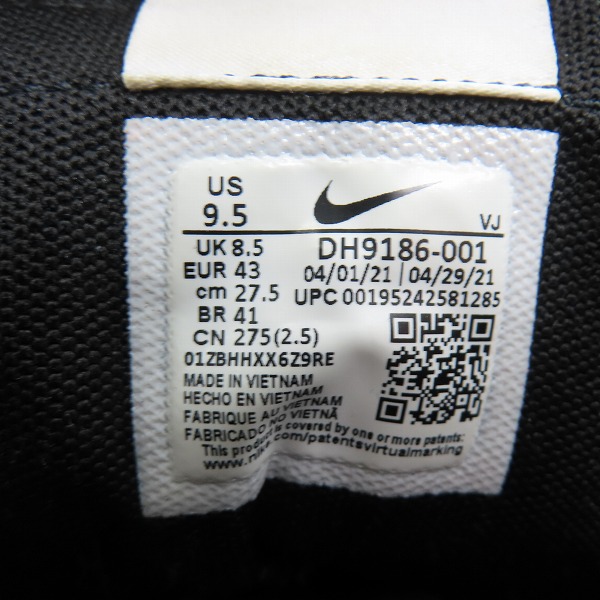 US
9.5
VJ
UK 8.5
EUR 43
cm 27.5
BR 41
CN 275(2.5)
DH9186-001
04/01/21 | 04/29/21
UPC 00195242581285
01ZBHHXX6Z9RE
MADE IN VIETNAM
HECHO EN VIETNAM
FABRIQUE AU VIETNAM
FABRICADO NO VIETNÃ
This product is covered by one or more patents:
www.nike.com/patentsvirtualmarking